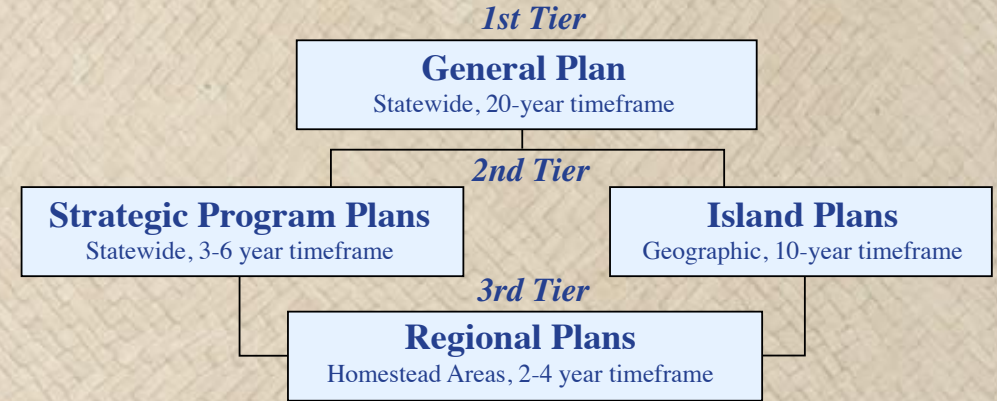 1st Tier
General Plan
Statewide, 20-year timeframe
2nd Tier
Strategic Program Plans
Statewide, 3-6 year timeframe
Island Plans
Geographic, 10-year timeframe
3rd Tier
Regional Plans
Homestead Areas, 2-4 year timeframe